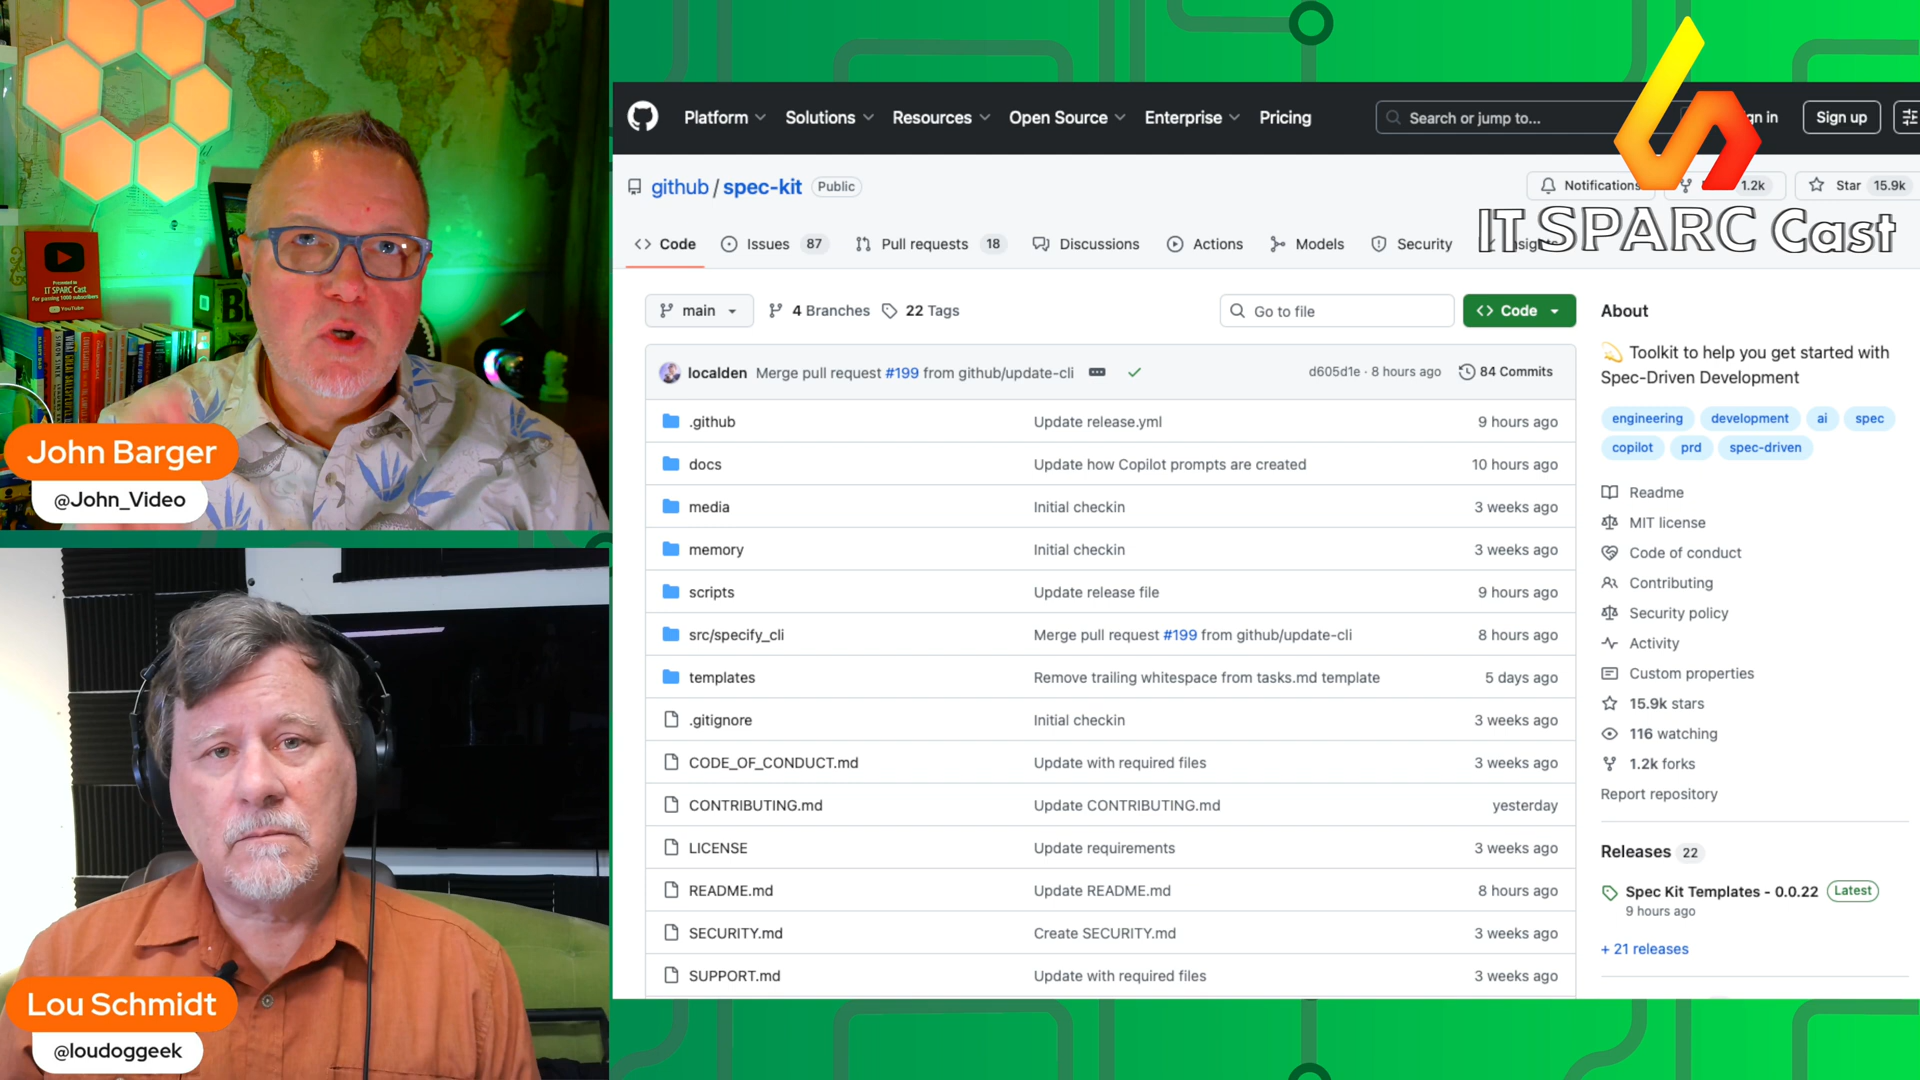 Presented to
IT SPARC Cast
For passing 1000 subscribers
YouTube
John Barger
@John_Video
Lou Schmidt
@loudoggeek
Platform
Solutions
Resources
Open Source
Enterprise
Pricing
Search or jump to...
Sign up
IT SPARC Cast
github / spec-kit Public
Notifications
1.2k
Star 15.9k
Code
Issues 87
Pull requests 18
Discussions
Actions
Models
Security
main
4 Branches
22 Tags
Go to file
Code
localden Merge pull request #199 from github/update-cli
d605d1e · 8 hours ago
84 Commits
.github Update release.yml 9 hours ago
docs Update how Copilot prompts are created 10 hours ago
media Initial checkin 3 weeks ago
memory Initial checkin 3 weeks ago
scripts Update release file 9 hours ago
src/specify_cli Merge pull request #199 from github/update-cli 8 hours ago
templates Remove trailing whitespace from tasks.md template 5 days ago
.gitignore Initial checkin 3 weeks ago
CODE_OF_CONDUCT.md Update with required files 3 weeks ago
CONTRIBUTING.md Update CONTRIBUTING.md yesterday
LICENSE Update requirements 3 weeks ago
README.md Update README.md 8 hours ago
SECURITY.md Create SECURITY.md 3 weeks ago
SUPPORT.md Update with required files 3 weeks ago
About
Toolkit to help you get started with
Spec-Driven Development
engineering development ai spec
copilot prd spec-driven
Readme
MIT license
Code of conduct
Contributing
Security policy
Activity
Custom properties
15.9k stars
116 watching
1.2k forks
Report repository
Releases 22
Spec Kit Templates - 0.0.22 Latest
9 hours ago
+ 21 releases